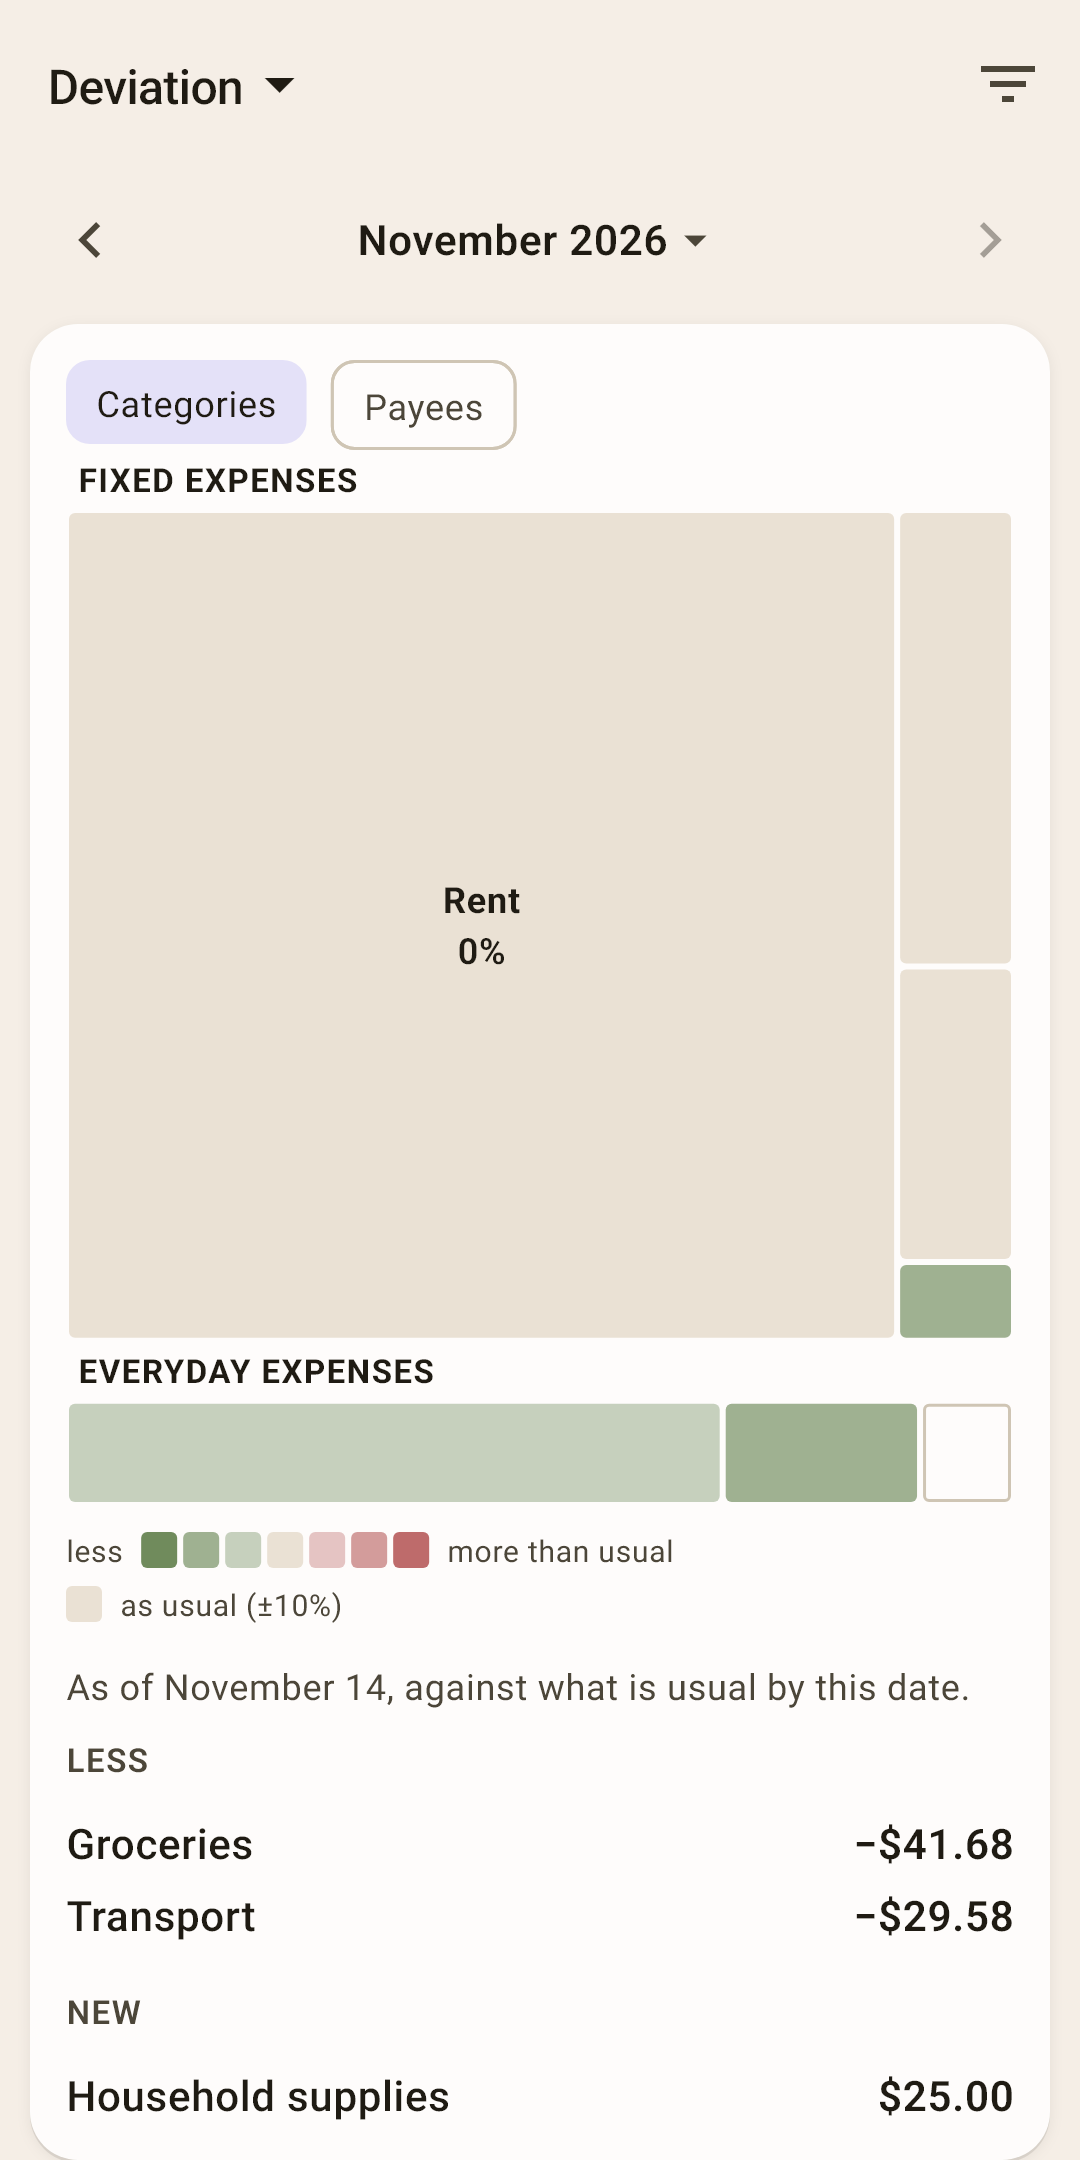 Deviation
November 2026
Categories
Payees
FIXED EXPENSES
Rent
0%
EVERYDAY EXPENSES
less more than usual
as usual (±10%)
As of November 14, against what is usual by this date.
LESS
Groceries −$41.68
Transport −$29.58
NEW
Household supplies $25.00